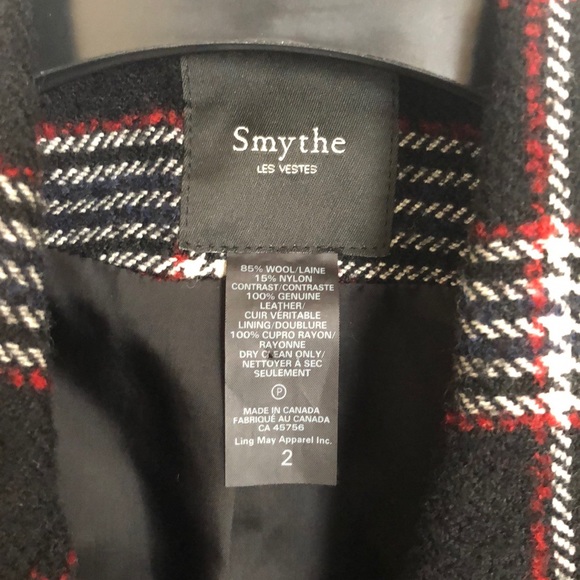 Smythe
LES VESTES
85% WOOL/LAINE
15% NYLON
CONTRAST/CONTRASTE
100% GENUINE
LEATHER/
CUIR VÉRITABLE
LINING/DOUBLURE
100% CUPRO RAYON/
RAYONNE
DRY CLEAN ONLY/
NETTOYER À SEC
SEULEMENT
P
MADE IN CANADA
FABRIQUÉ AU CANADA
CA 45756
Ling May Apparel Inc.
2